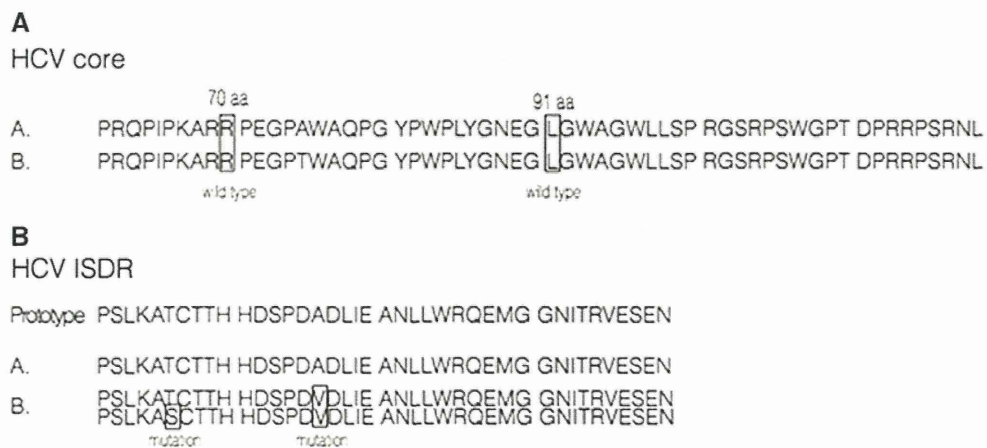 A
HCV core
70 aa 91 aa
A. PRQPIPKARR PEGPAWAQPG YPWPLYGNEG LGWAGWLLSP RGSRPSWGPT DPRRPSRNL
B. PRQPIPKARR PEGPTWAQPG YPWPLYGNEG LGWAGWLLSP RGSRPSWGPT DPRRPSRNL
wild type wild type
B
HCV ISDR
Prototype PSLKATCTTH HDSPDADLIE ANLLWRQEMG GNITRVESEN
A. PSLKATCTTH HDSPDADLIE ANLLWRQEMG GNITRVESEN
B. PSLKATCTTH HDSPDVDLIE ANLLWRQEMG GNITRVESEN
PSLKASCTTH HDSPDVDLIE ANLLWRQEMG GNITRVESEN
mutation mutation